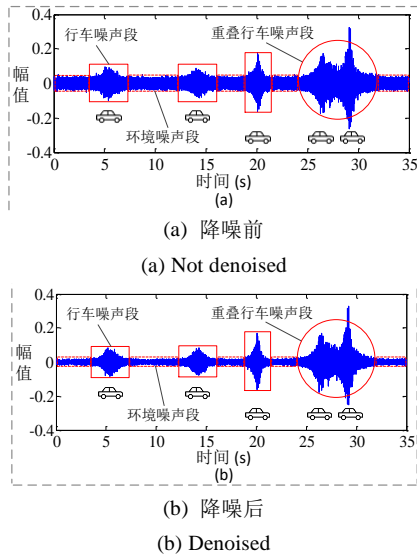 0.4
0.2
0
-0.2
-0.4
幅值
行车噪声段
重叠行车噪声段
环境噪声段
0 5 10 15 20 25 30 35
时间 (s)
(a)
(a) 降噪前
(a) Not denoised
0.4
0.2
0
-0.2
-0.4
幅值
行车噪声段
重叠行车噪声段
环境噪声段
0 5 10 15 20 25 30 35
时间 (s)
(b)
(b) 降噪后
(b) Denoised